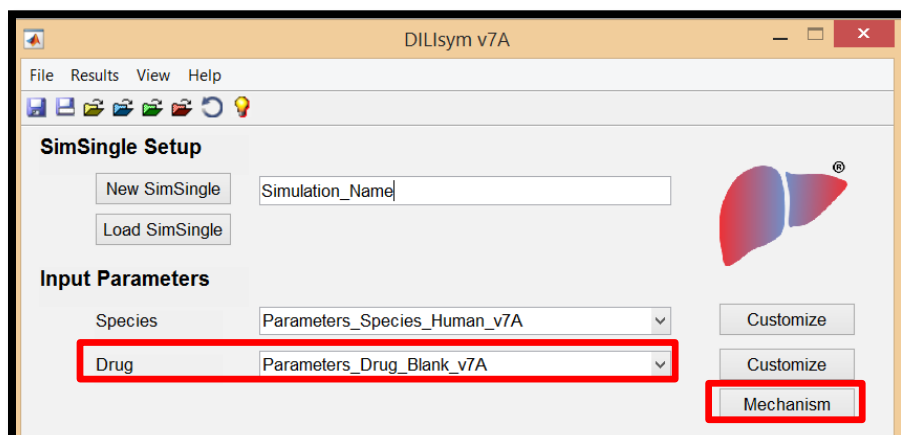 DILIsym v7A
File Results View Help
SimSingle Setup
New SimSingle Simulation_Name
Load SimSingle
®
Input Parameters
Species Parameters_Species_Human_v7A Customize
Drug Parameters_Drug_Blank_v7A Customize
Mechanism